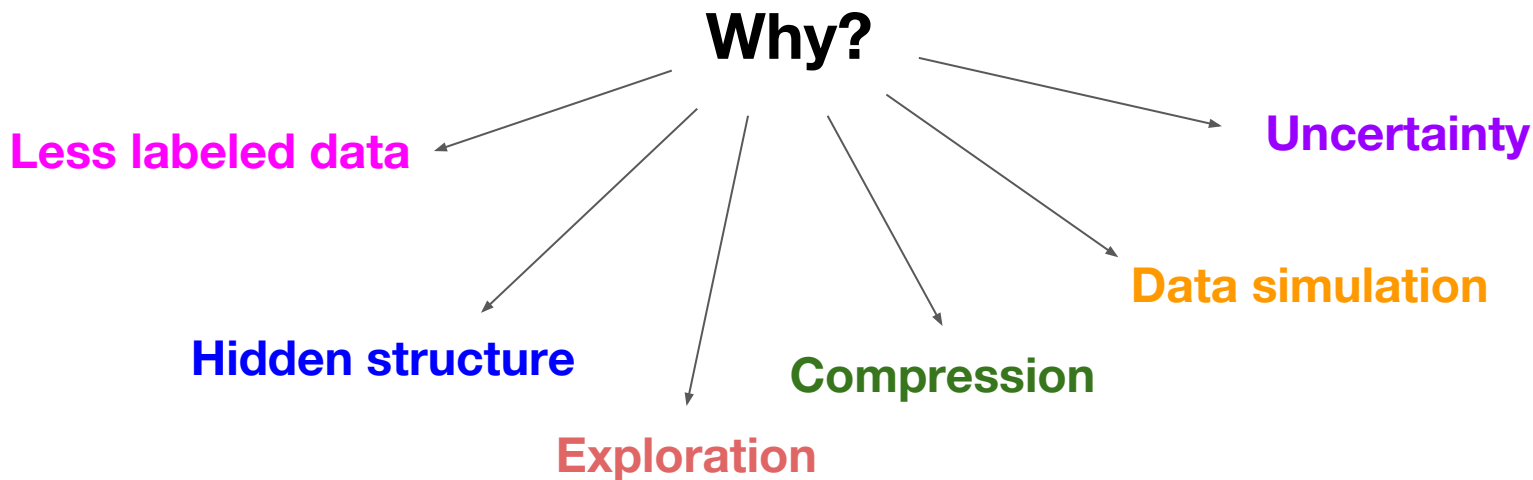 Why?
Less labeled data
Uncertainty
Hidden structure
Data simulation
Compression
Exploration